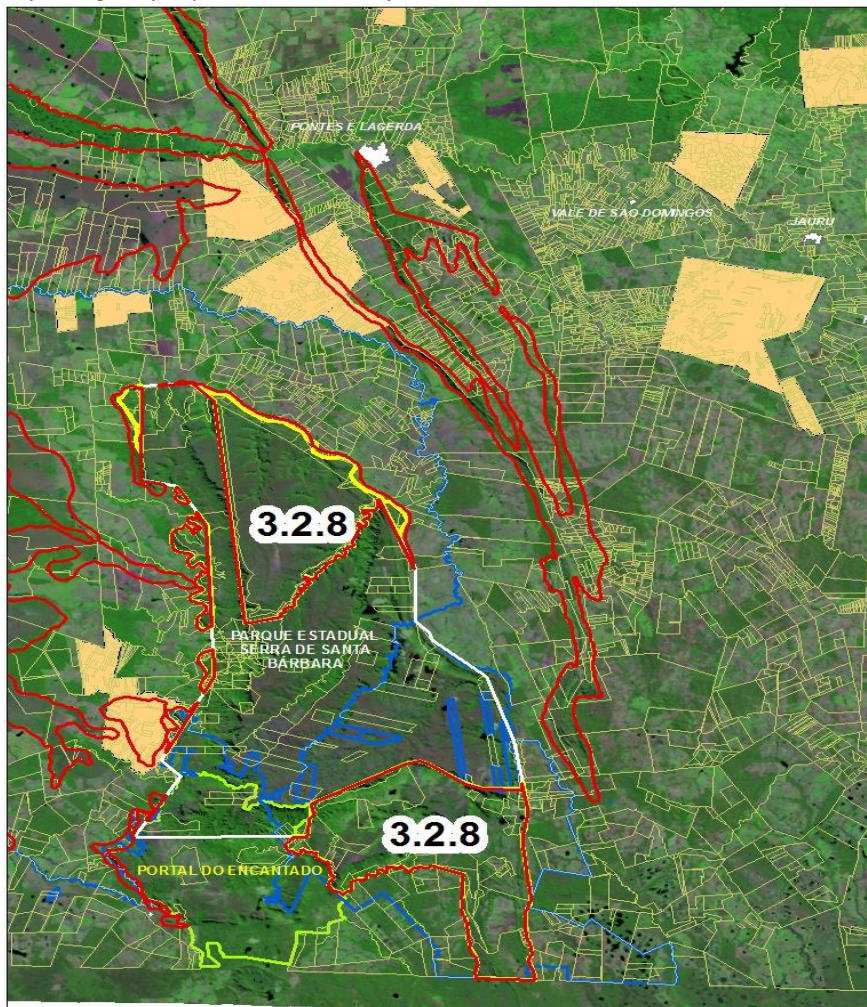 PONTES E LACERDA
VALE DE SÃO DOMINGOS
JAURU
3.2.8
PARQUE ESTADUAL
SERRA DE SANTA
BÁRBARA
3.2.8
PORTAL DO ENCANTADO